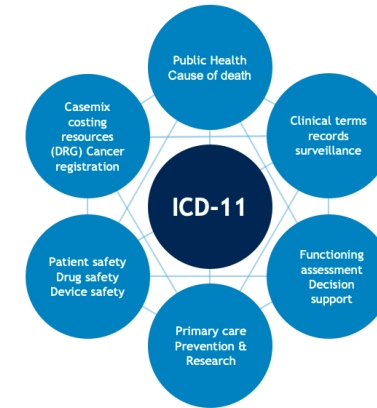 Public Health
Cause of death
Casemix
costing
resources
(DRG) Cancer
registration
Clinical terms
records
surveillance
ICD-11
Patient safety
Drug safety
Device safety
Functioning
assessment
Decision
support
Primary care
Prevention &
Research